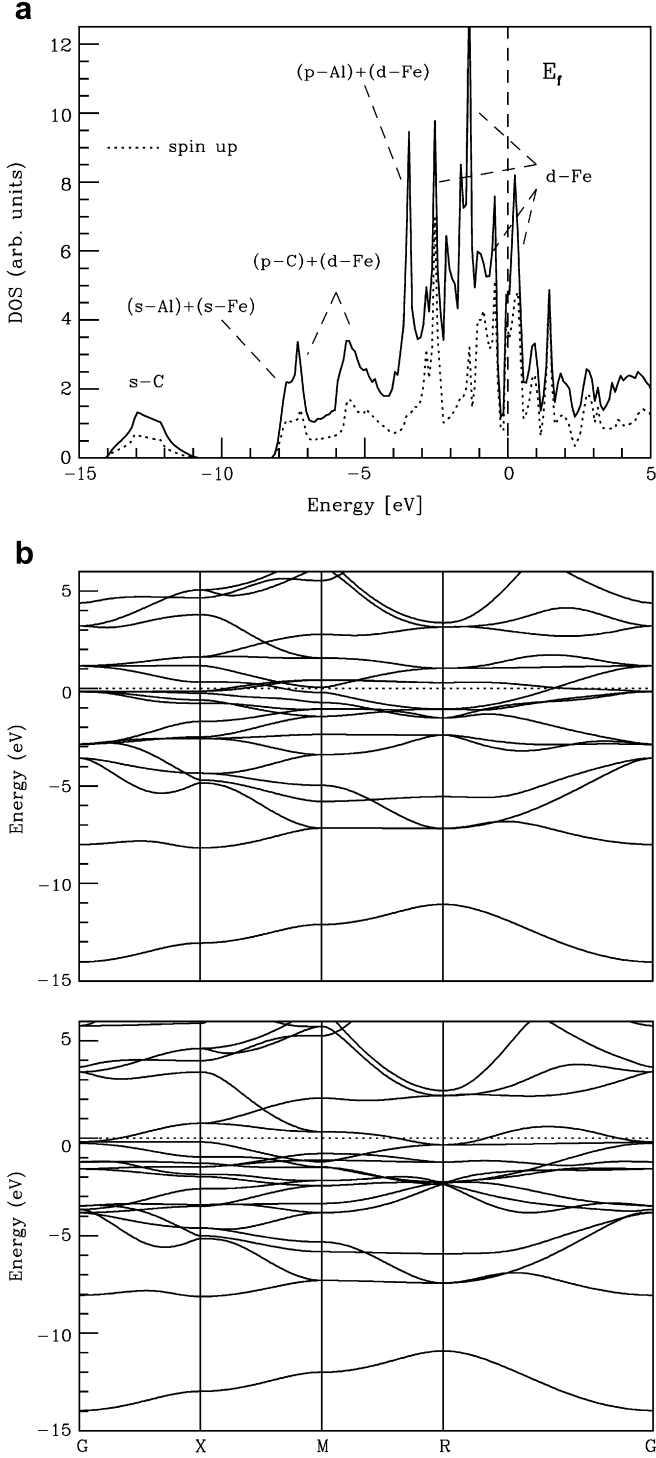 a
12
10
8
6
4
2
0
DOS (arb. units)
(p-Al)+(d-Fe)
E_f
spin up
d-Fe
(p-C)+(d-Fe)
(s-Al)+(s-Fe)
s-C
-15 -10 -5 0 5
Energy [eV]
b
5
0
-5
-10
-15
Energy (eV)
5
0
-5
-10
-15
Energy (eV)
G X M R G